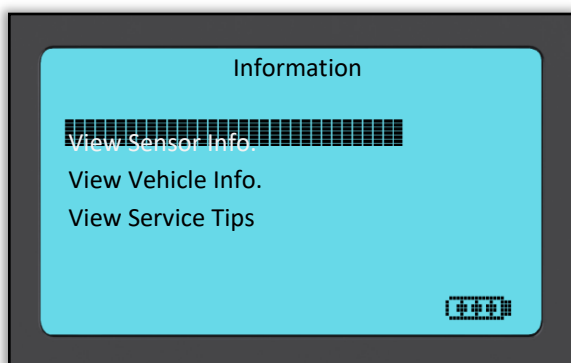 Information
View Sensor Info.
View Vehicle Info.
View Service Tips